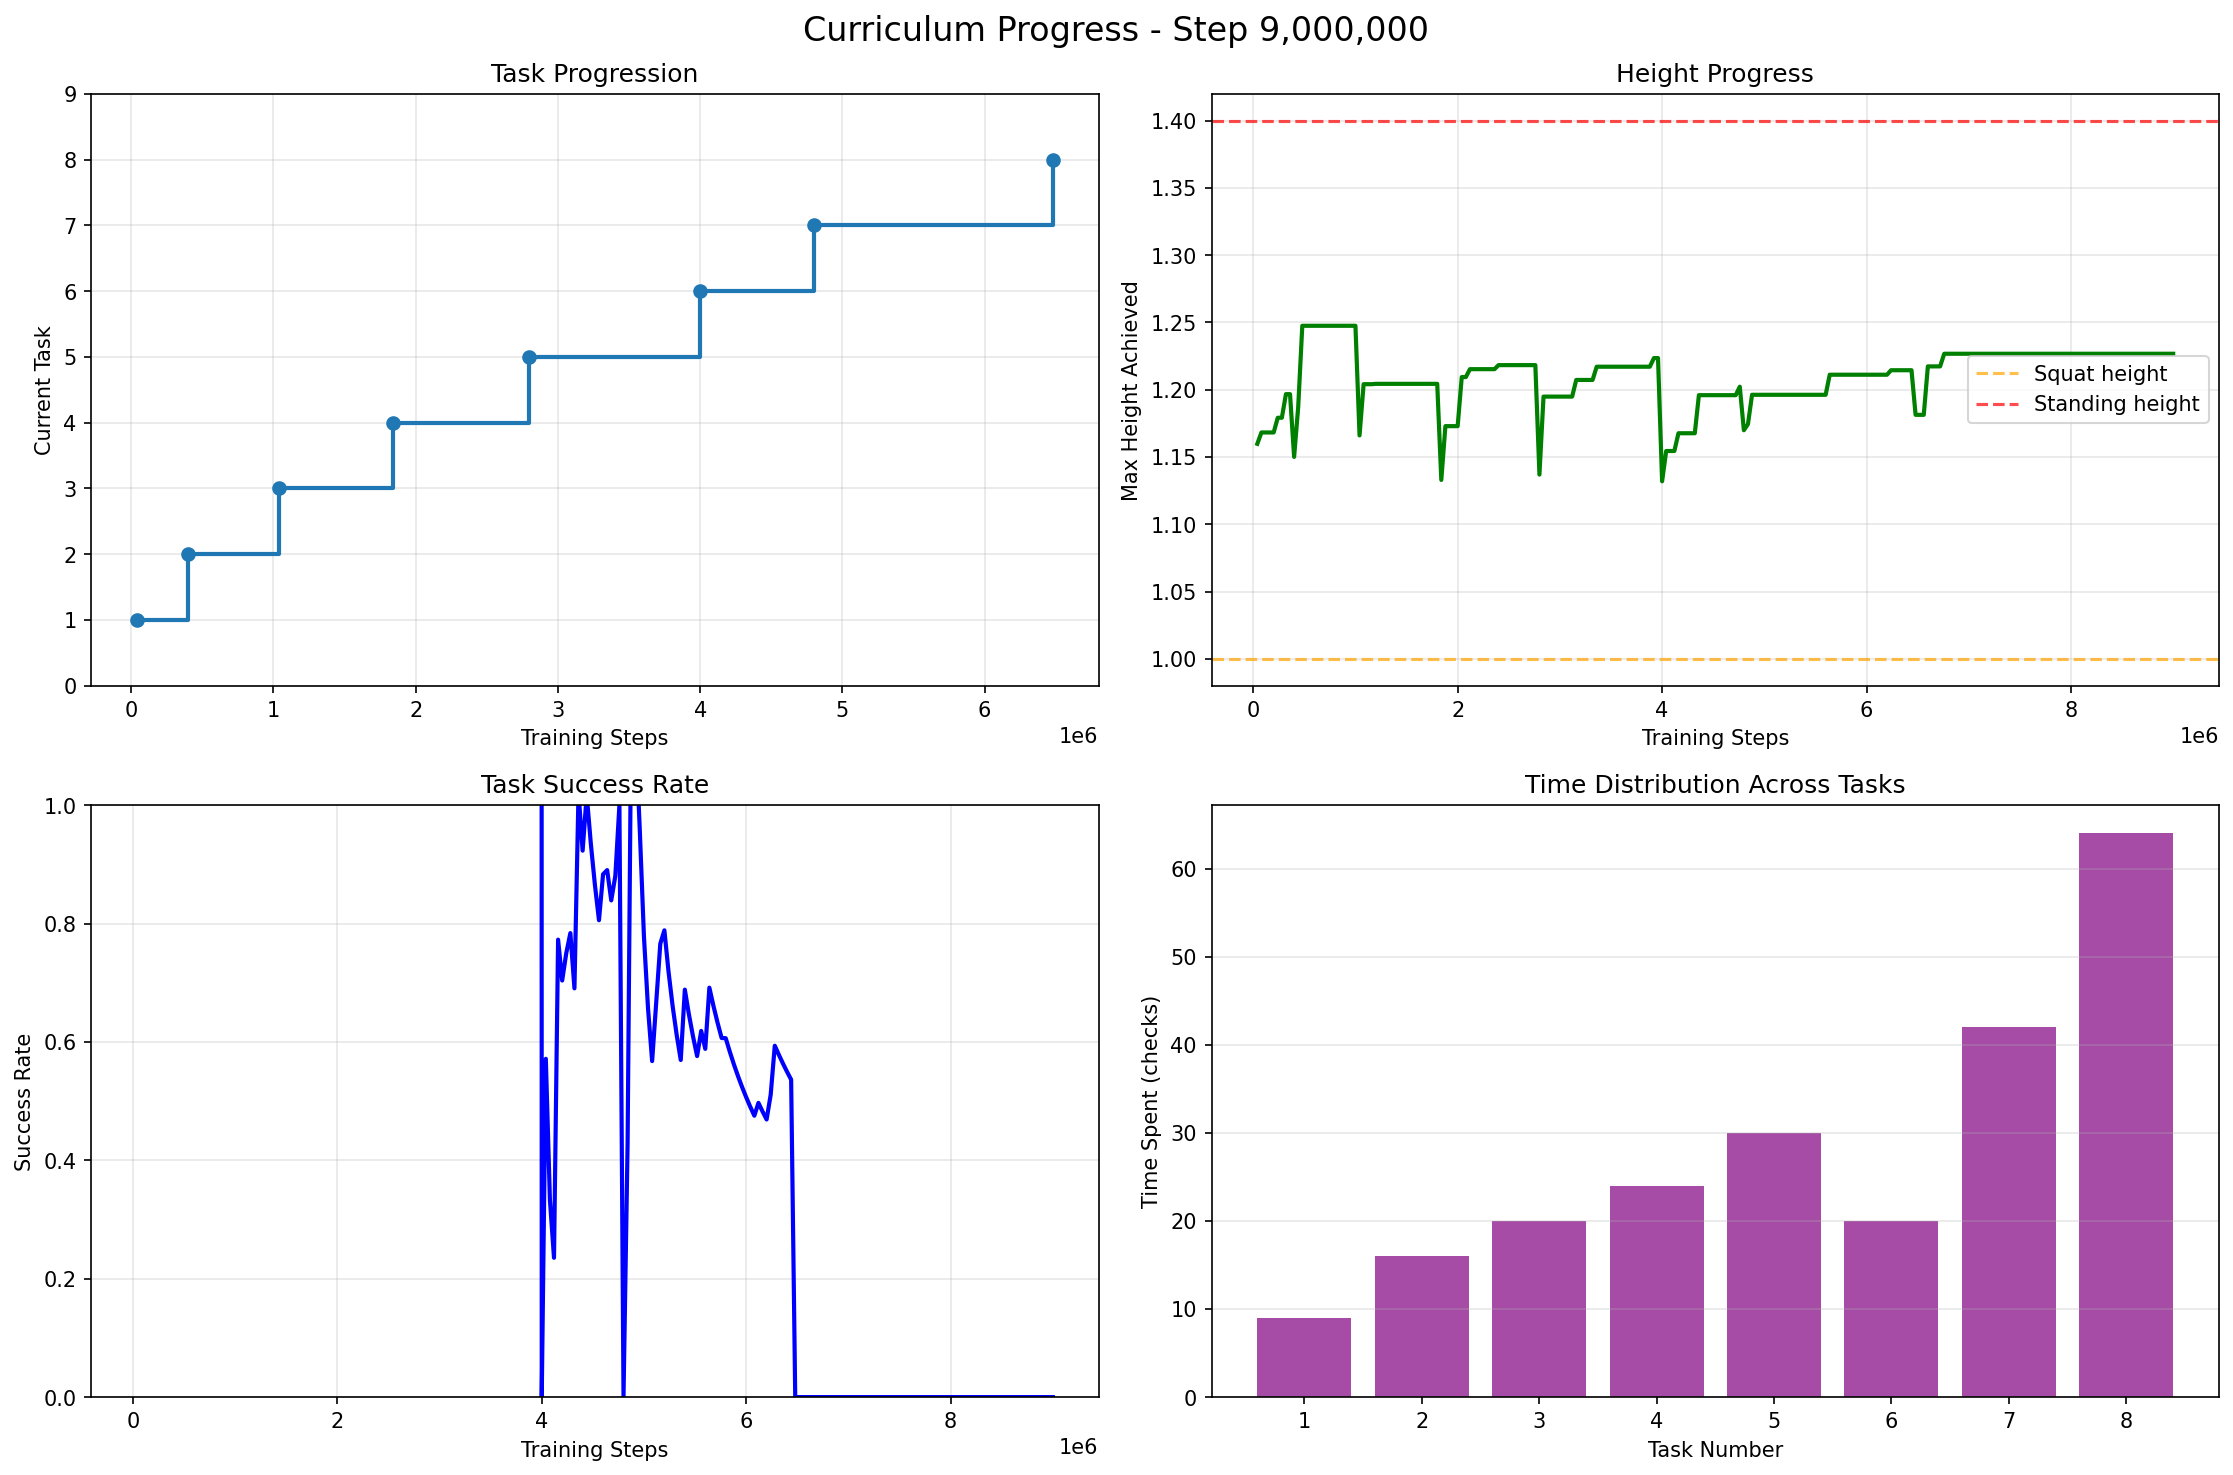 Curriculum Progress - Step 9,000,000
Task Progression
Current Task
9
8
7
6
5
4
3
2
1
0
0 1 2 3 4 5 6
1e6
Training Steps
Height Progress
Max Height Achieved
1.40
1.35
1.30
1.25
1.20
1.15
1.10
1.05
1.00
Squat height
Standing height
0 2 4 6 8
1e6
Training Steps
Task Success Rate
Success Rate
1.0
0.8
0.6
0.4
0.2
0.0
0 2 4 6 8
1e6
Training Steps
Time Distribution Across Tasks
Time Spent (checks)
60
50
40
30
20
10
0
1 2 3 4 5 6 7 8
Task Number